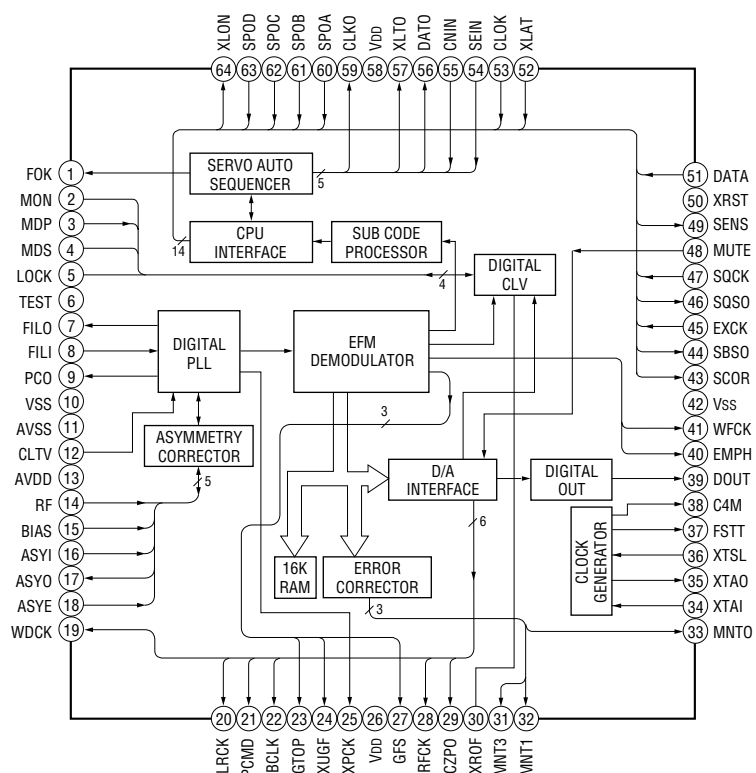 XLON
SPOD
SPOC
SPOB
SPOA
CLKO
VDD
XLTO
DATO
CNIN
SEIN
CLOK
XLAT
64 63 62 61 60 59 58 57 56 55 54 53 52
FOK 1
MON 2
MDP 3
MDS 4
LOCK 5
TEST 6
FILO 7
FILI 8
PCO 9
VSS 10
AVSS 11
CLTV 12
AVDD 13
RF 14
BIAS 15
ASYI 16
ASYO 17
ASYE 18
WDCK 19
SERVO AUTO
SEQUENCER
5
CPU
INTERFACE
14
SUB CODE
PROCESSOR
4
DIGITAL
CLV
DIGITAL
PLL
EFM
DEMODULATOR
3
ASYMMETRY
CORRECTOR
5
D/A
INTERFACE
6
DIGITAL
OUT
16K
RAM
ERROR
CORRECTOR
3
CLOCK
GENERATOR
51 DATA
50 XRST
49 SENS
48 MUTE
47 SQCK
46 SQSO
45 EXCK
44 SBSO
43 SCOR
42 VSS
41 WFCK
40 EMPH
39 DOUT
38 C4M
37 FSTT
36 XTSL
35 XTAO
34 XTAI
33 MNTO
20 21 22 23 24 25 26 27 28 29 30 31 32
LRCK
PCMD
BCLK
GTOP
XUGF
XPCK
VDD
GFS
RFCK
CZPO
XROF
MNT3
MNT1